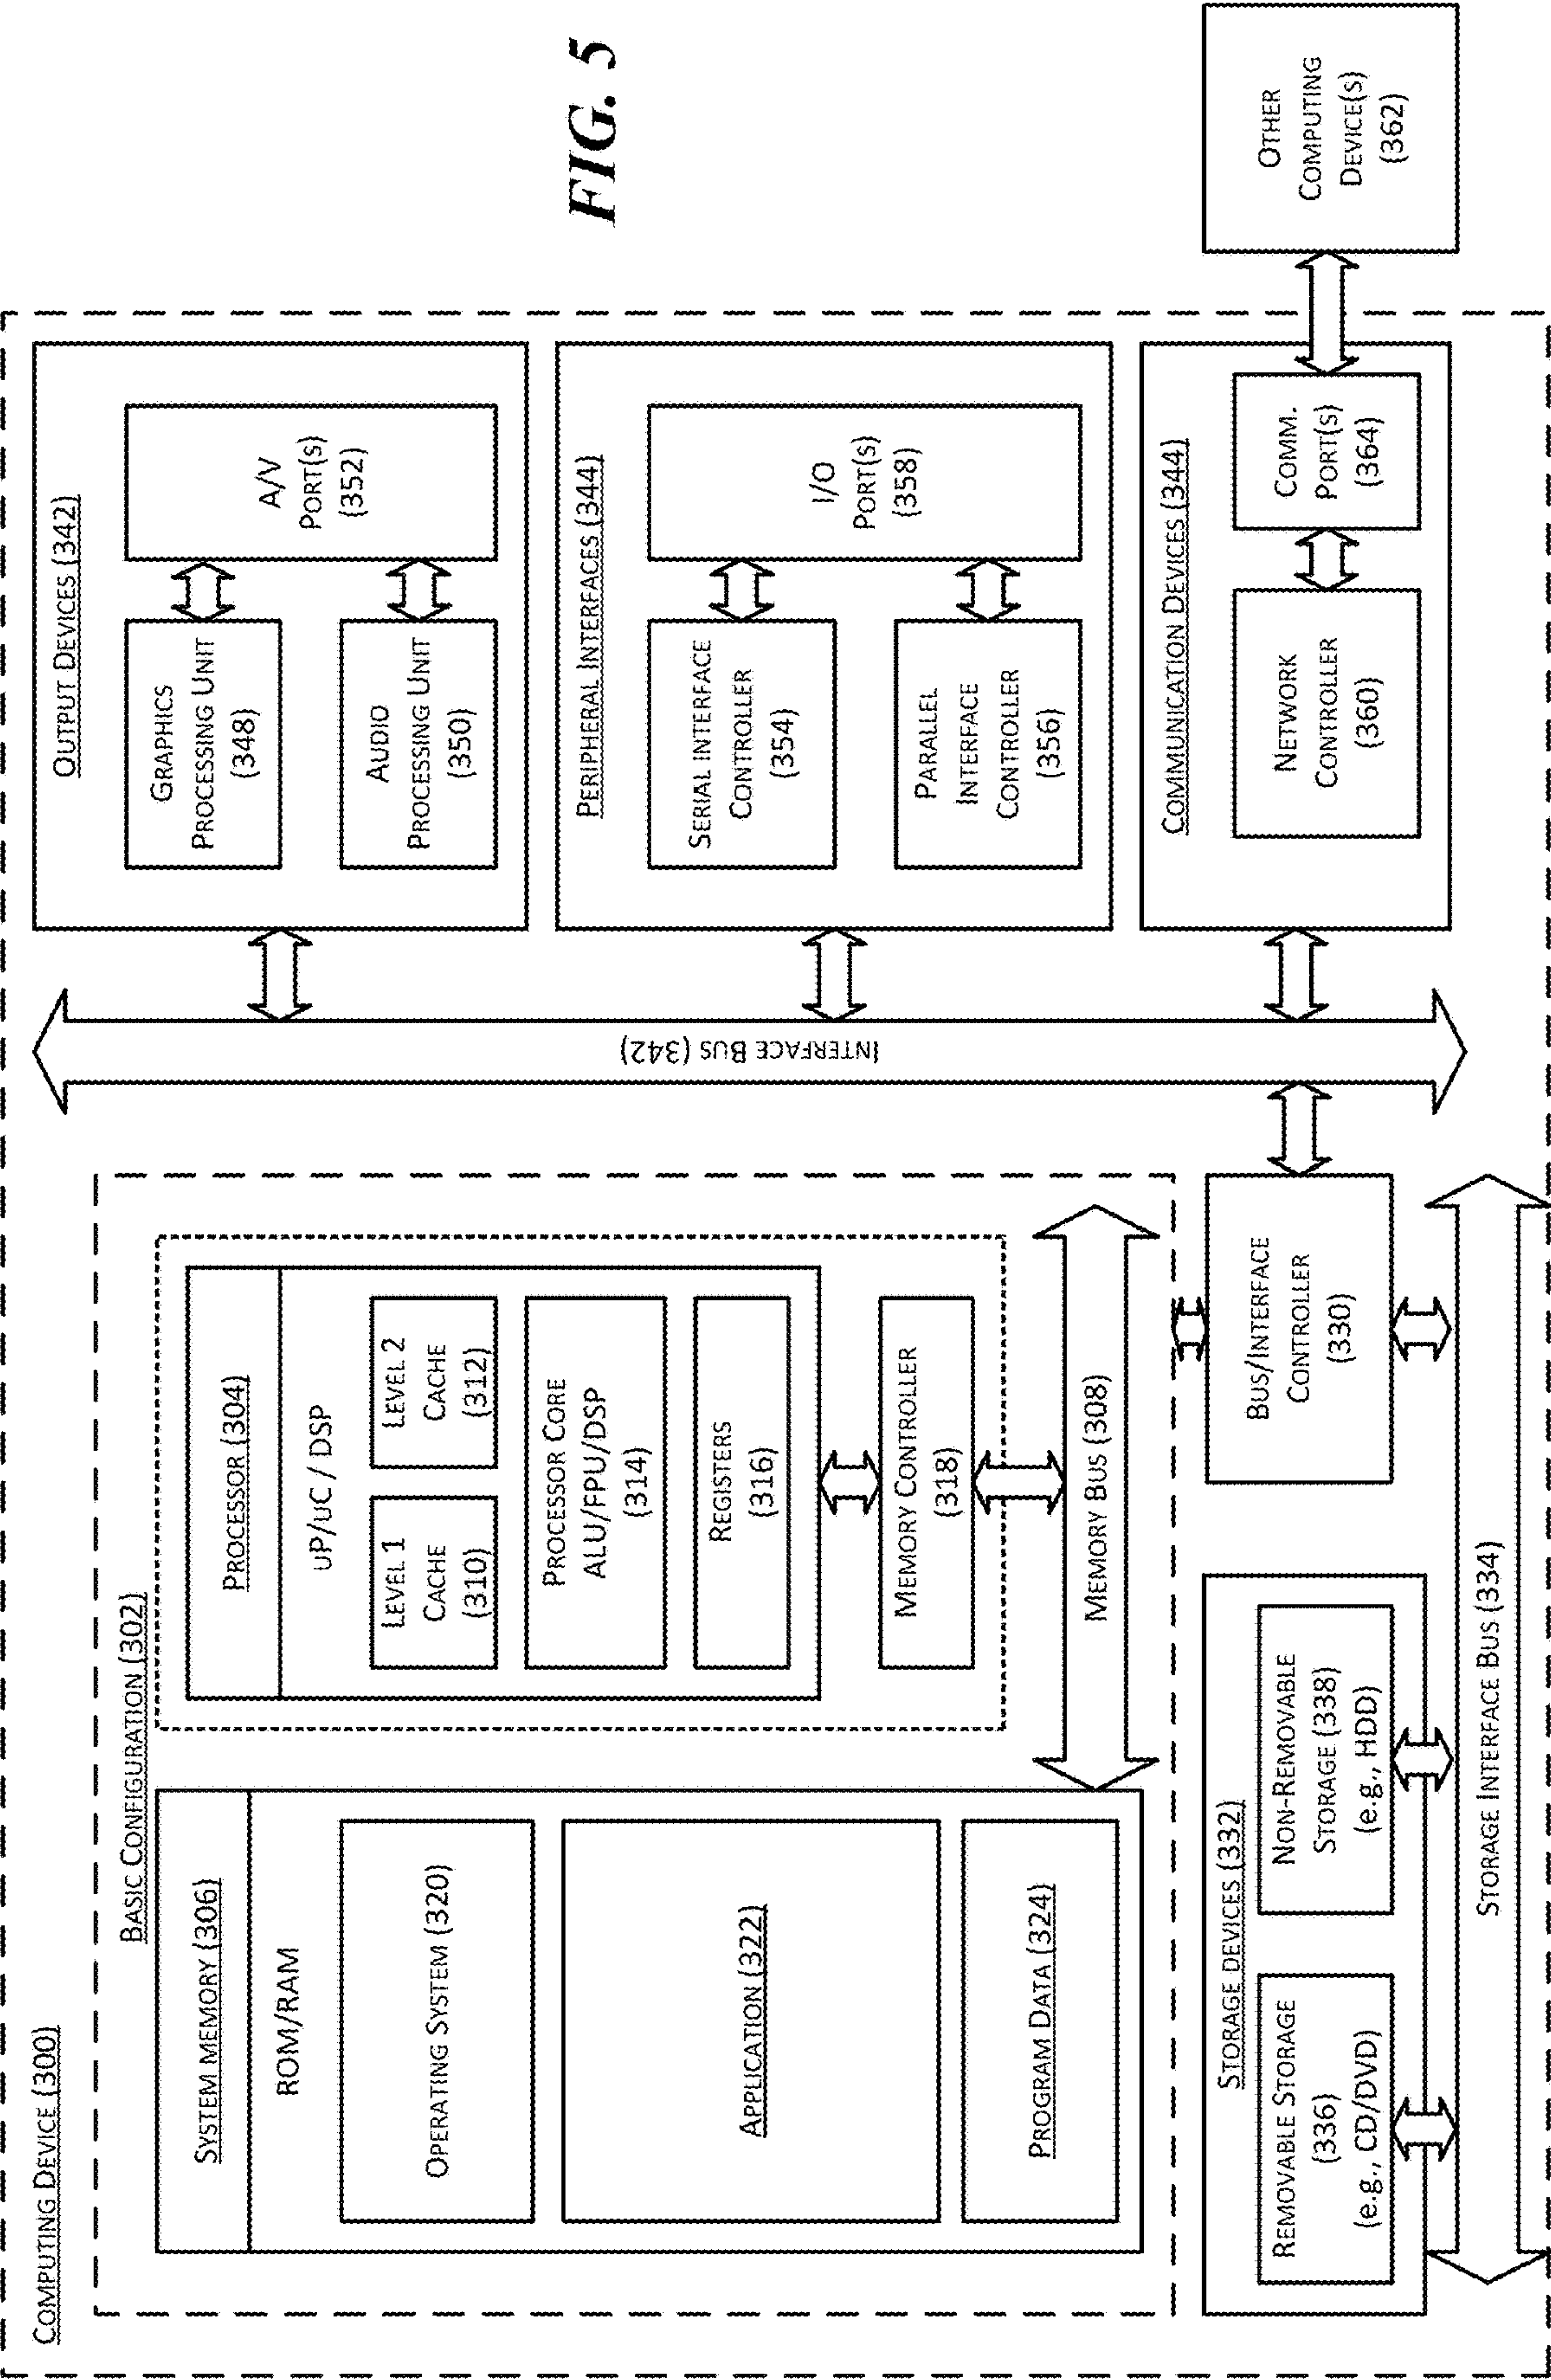 COMPUTING DEVICE (300)
BASIC CONFIGURATION (302)
SYSTEM MEMORY (306)
ROM/RAM
OPERATING SYSTEM (320)
APPLICATION (322)
PROGRAM DATA (324)
PROCESSOR (304)
uP/uC / DSP
LEVEL 1
CACHE
(310)
LEVEL 2
CACHE
(312)
PROCESSOR CORE
ALU/FPU/DSP
(314)
REGISTERS
(316)
MEMORY CONTROLLER
(318)
MEMORY BUS (308)
STORAGE DEVICES (332)
REMOVABLE STORAGE
(336)
(e.g., CD/DVD)
NON-REMOVABLE
STORAGE (338)
(e.g., HDD)
BUS/INTERFACE
CONTROLLER
(330)
STORAGE INTERFACE BUS (334)
INTERFACE BUS (342)
OUTPUT DEVICES (342)
GRAPHICS
PROCESSING UNIT
(348)
AUDIO
PROCESSING UNIT
(350)
A/V
PORT(S)
(352)
PERIPHERAL INTERFACES (344)
SERIAL INTERFACE
CONTROLLER
(354)
PARALLEL
INTERFACE
CONTROLLER
(356)
I/O
PORT(S)
(358)
COMMUNICATION DEVICES (344)
NETWORK
CONTROLLER
(360)
COMM.
PORT(S)
(364)
OTHER
COMPUTING
DEVICE(S)
(362)
FIG. 5